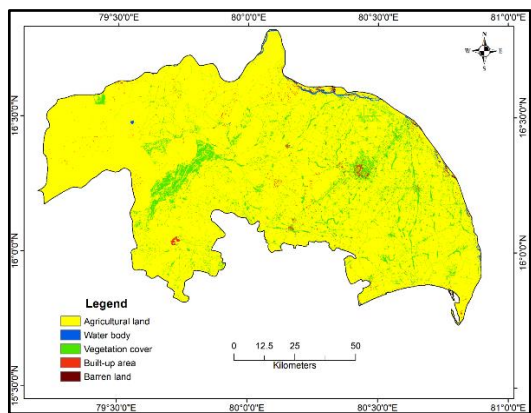 79°30'0"E 80°0'0"E 80°30'0"E 81°0'0"E
N
W E
S
16°30'0"N 16°30'0"N
16°0'0"N 16°0'0"N
15°30'0"N 15°30'0"N
Legend
Agricultural land
Water body
Vegetation cover
Built-up area
Barren land
0 12.5 25 50
Kilometers
79°30'0"E 80°0'0"E 80°30'0"E 81°0'0"E